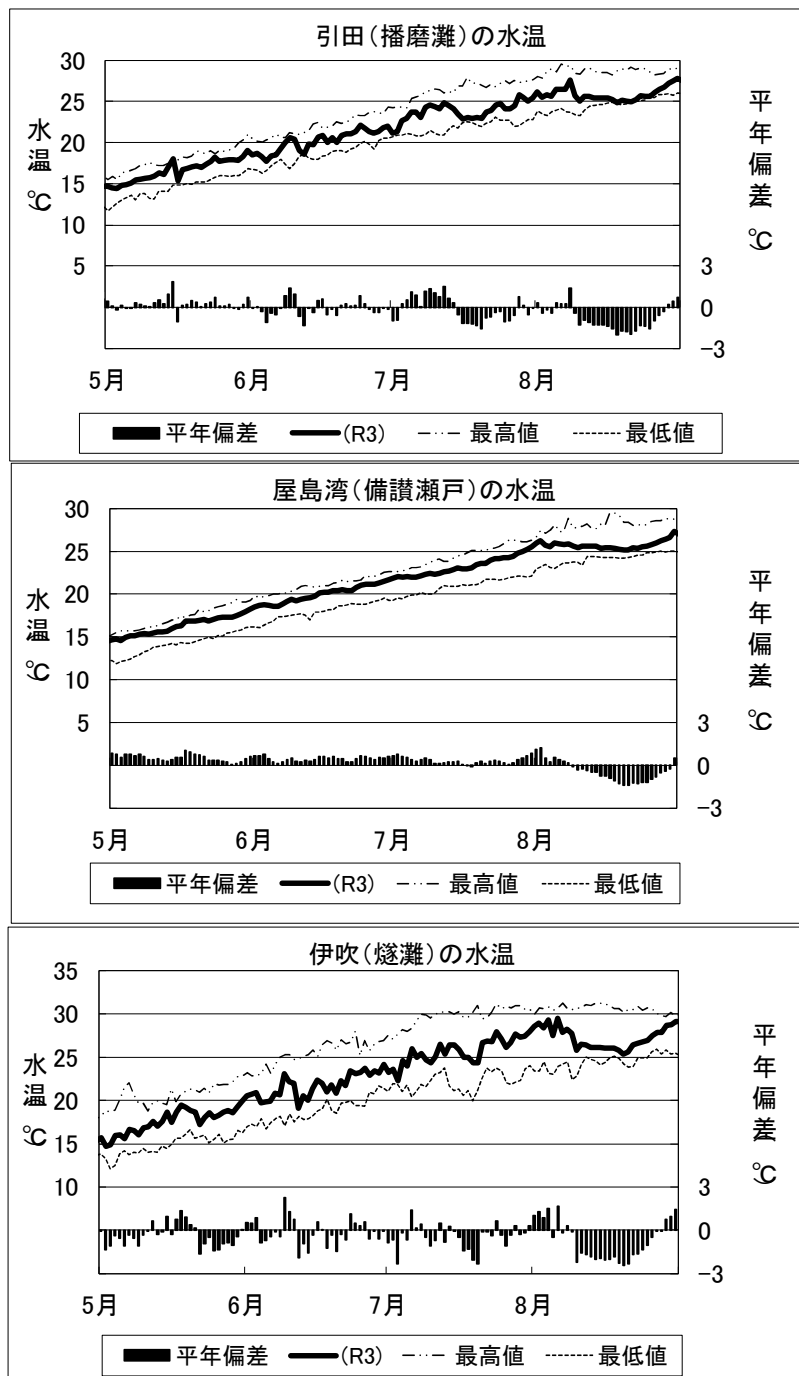 引田(播磨灘)の水温
30
25
20
15
10
5
水温 ℃
平年偏差 ℃
3
0
−3
5月 6月 7月 8月
平年偏差 (R3) 最高値 最低値
屋島湾(備讃瀬戸)の水温
30
25
20
15
10
5
水温 ℃
平年偏差 ℃
3
0
−3
5月 6月 7月 8月
平年偏差 (R3) 最高値 最低値
伊吹(燧灘)の水温
35
30
25
20
15
10
水温 ℃
平年偏差 ℃
3
0
−3
5月 6月 7月 8月
平年偏差 (R3) 最高値 最低値